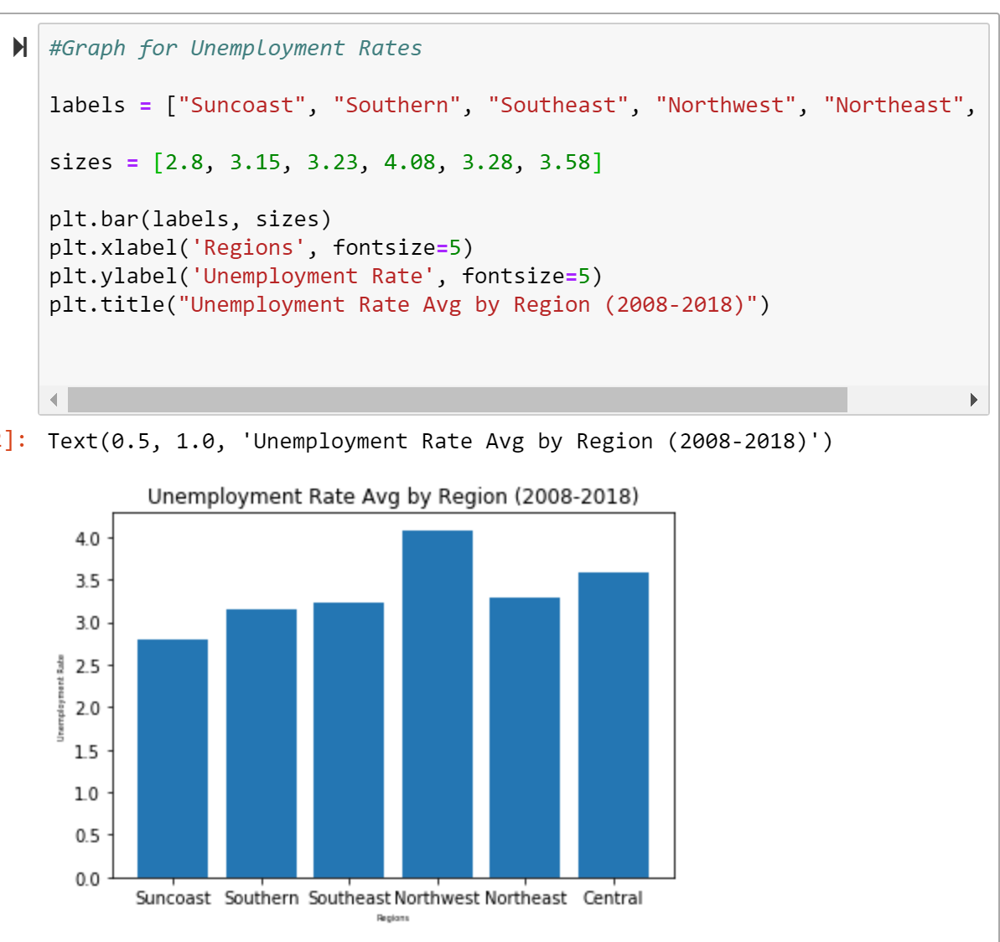 #Graph for Unemployment Rates
labels = ["Suncoast", "Southern", "Southeast", "Northwest", "Northeast",
sizes = [2.8, 3.15, 3.23, 4.08, 3.28, 3.58]
plt.bar(labels, sizes)
plt.xlabel('Regions', fontsize=5)
plt.ylabel('Unemployment Rate', fontsize=5)
plt.title("Unemployment Rate Avg by Region (2008-2018)")
]: Text(0.5, 1.0, 'Unemployment Rate Avg by Region (2008-2018)')
Unemployment Rate Avg by Region (2008-2018)
4.0
3.5
3.0
2.5
2.0
1.5
1.0
0.5
0.0
Unemployment Rate
Suncoast Southern Southeast Northwest Northeast Central
Regions